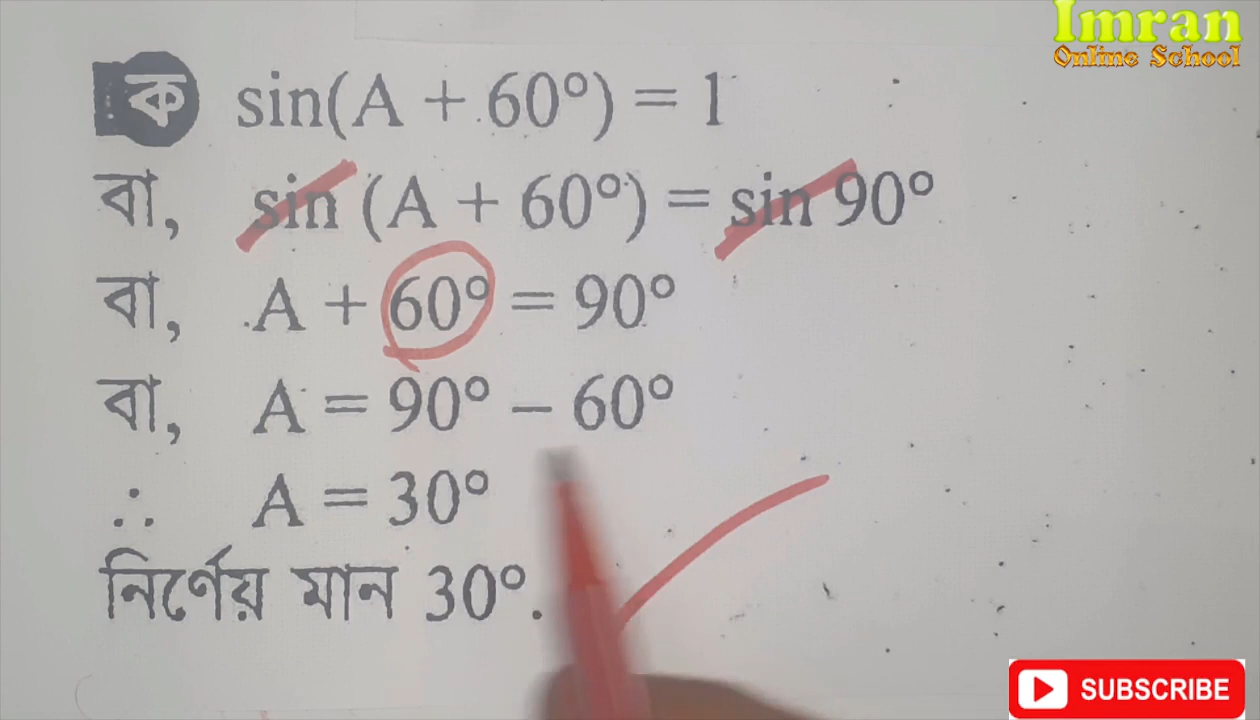 Imran
Online School
ক sin(A + 60°) = 1
বা, sin (A + 60°) = sin 90°
বা, A + 60° = 90°
বা, A = 90° – 60°
∴ A = 30°
নির্ণেয় মান 30°.
SUBSCRIBE